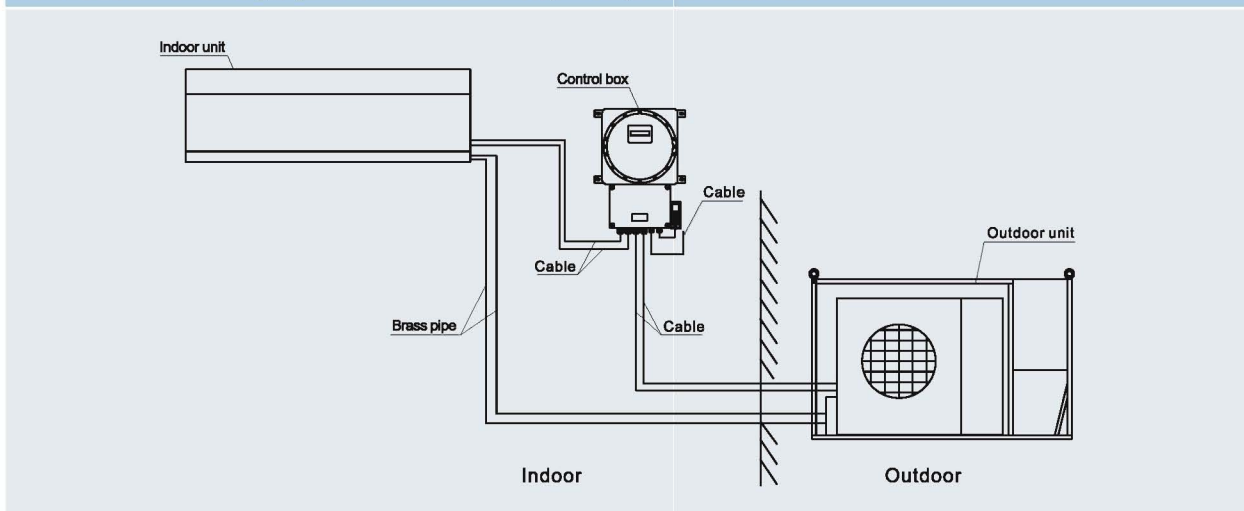 Indoor unit
Control box
Cable
Outdoor unit
Cable
Brass pipe
Cable
Indoor
Outdoor